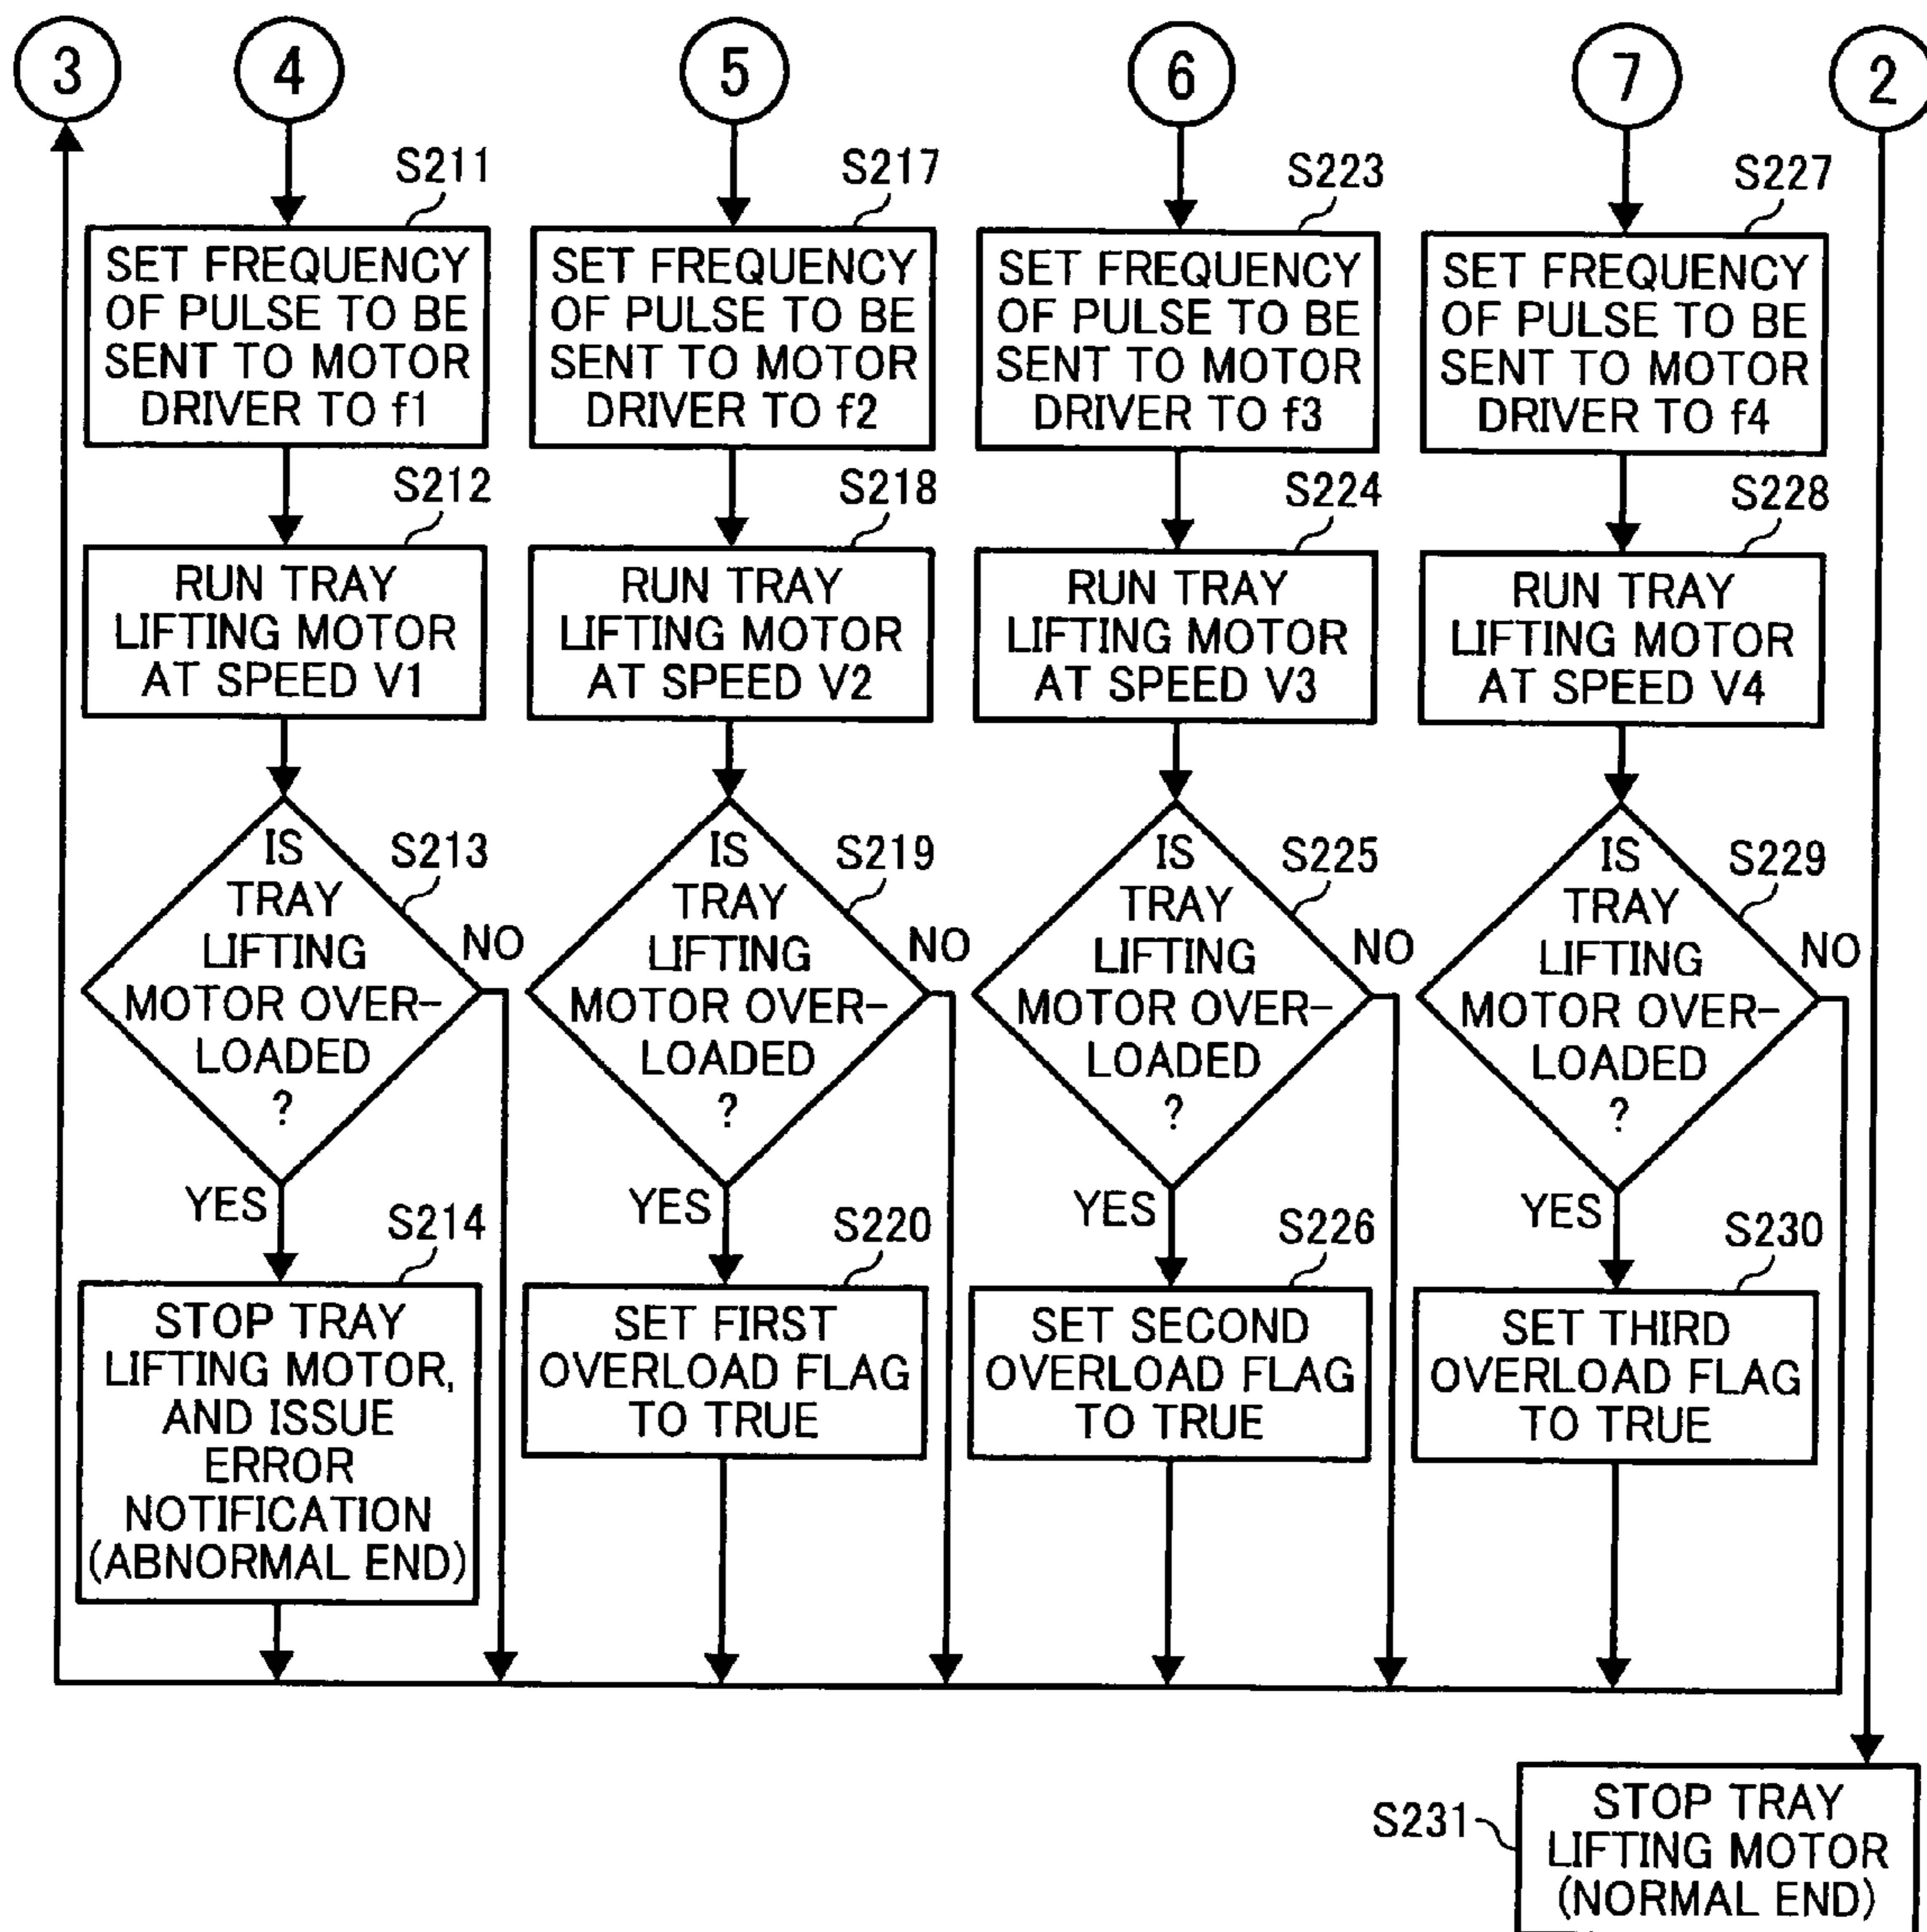 3
4
5
6
7
2
S211
SET FREQUENCY
OF PULSE TO BE
SENT TO MOTOR
DRIVER TO f1
S212
RUN TRAY
LIFTING MOTOR
AT SPEED V1
S213
IS
TRAY
LIFTING
MOTOR OVER-
LOADED
?
NO
YES
S214
STOP TRAY
LIFTING MOTOR,
AND ISSUE
ERROR
NOTIFICATION
(ABNORMAL END)
S217
SET FREQUENCY
OF PULSE TO BE
SENT TO MOTOR
DRIVER TO f2
S218
RUN TRAY
LIFTING MOTOR
AT SPEED V2
S219
IS
TRAY
LIFTING
MOTOR OVER-
LOADED
?
NO
YES
S220
SET FIRST
OVERLOAD FLAG
TO TRUE
S223
SET FREQUENCY
OF PULSE TO BE
SENT TO MOTOR
DRIVER TO f3
S224
RUN TRAY
LIFTING MOTOR
AT SPEED V3
S225
IS
TRAY
LIFTING
MOTOR OVER-
LOADED
?
NO
YES
S226
SET SECOND
OVERLOAD FLAG
TO TRUE
S227
SET FREQUENCY
OF PULSE TO BE
SENT TO MOTOR
DRIVER TO f4
S228
RUN TRAY
LIFTING MOTOR
AT SPEED V4
S229
IS
TRAY
LIFTING
MOTOR OVER-
LOADED
?
NO
YES
S230
SET THIRD
OVERLOAD FLAG
TO TRUE
S231
STOP TRAY
LIFTING MOTOR
(NORMAL END)